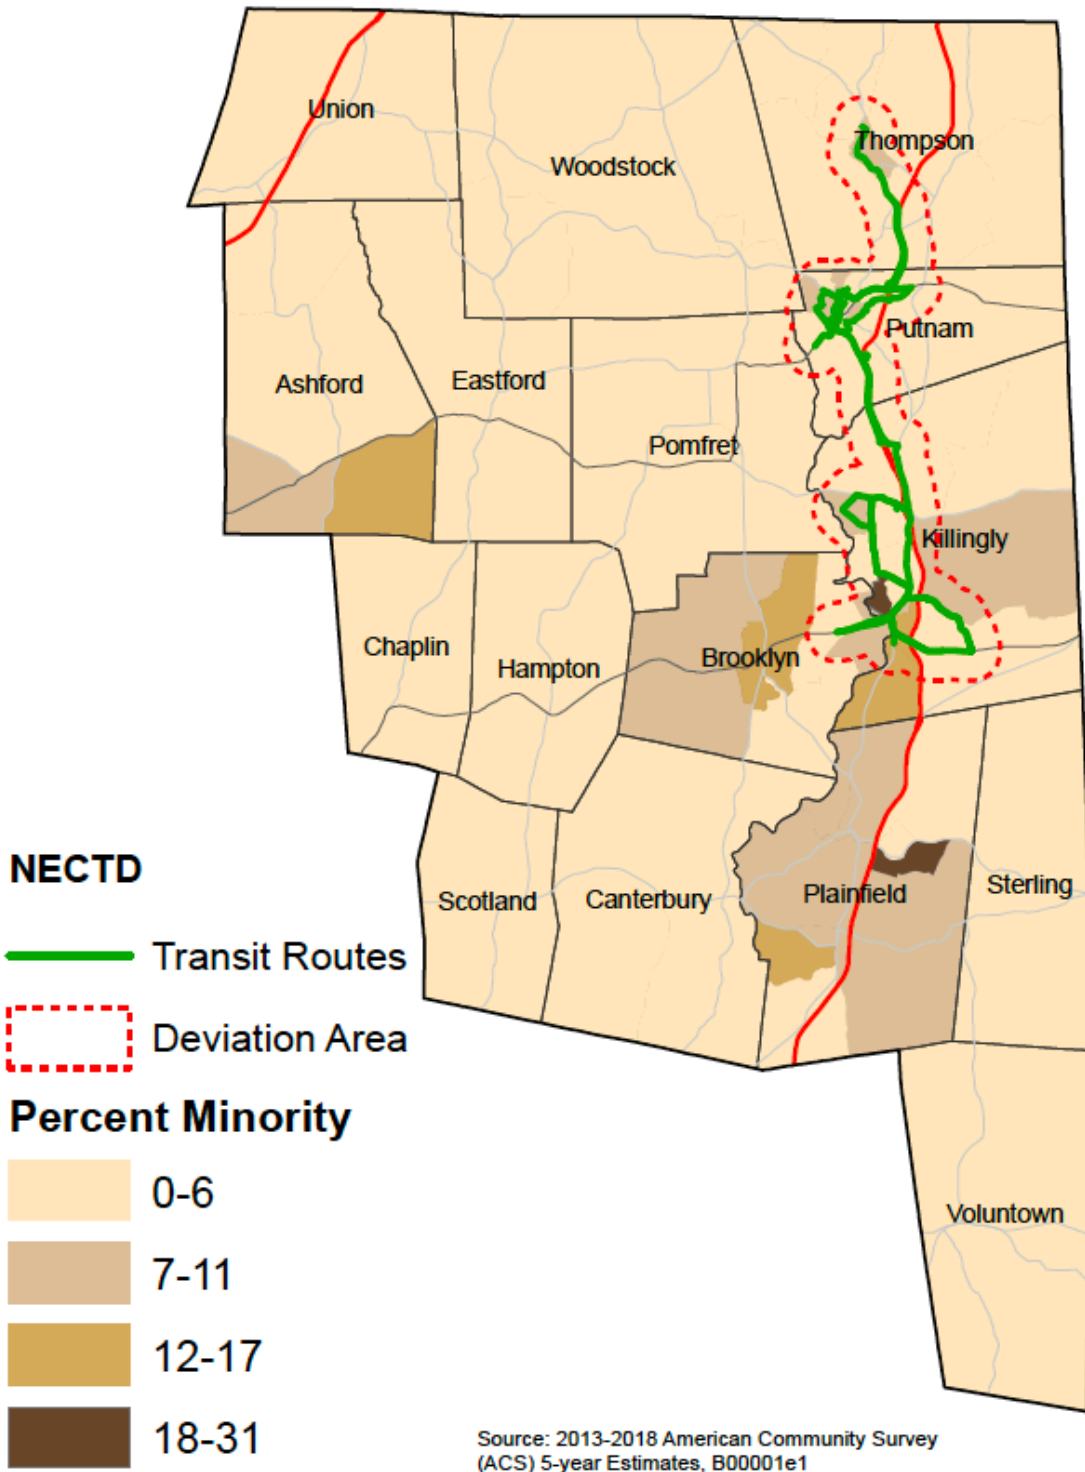 Union
Thompson
Woodstock
Putnam
Ashford
Eastford
Pomfret
Killingly
Chaplin
Hampton
Brooklyn
Scotland
Canterbury
Plainfield
Sterling
Voluntown
NECTD
Transit Routes
Deviation Area
Percent Minority
0-6
7-11
12-17
18-31
Source: 2013-2018 American Community Survey
(ACS) 5-year Estimates, B00001e1